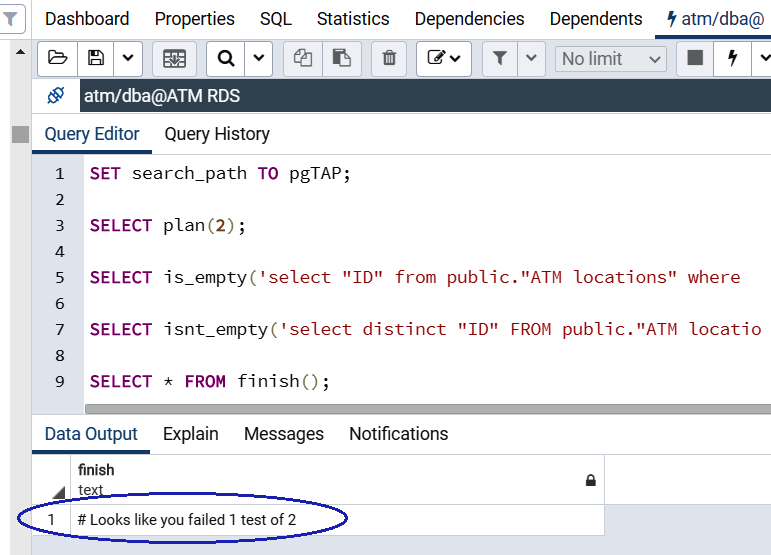 Dashboard Properties SQL Statistics Dependencies Dependents atm/dba@
No limit
atm/dba@ATM RDS
Query Editor Query History
1 SET search_path TO pgTAP;
2
3 SELECT plan(2);
4
5 SELECT is_empty('select "ID" from public."ATM locations" where
6
7 SELECT isnt_empty('select distinct "ID" FROM public."ATM locatio
8
9 SELECT * FROM finish();
Data Output Explain Messages Notifications
finish
text
1 # Looks like you failed 1 test of 2